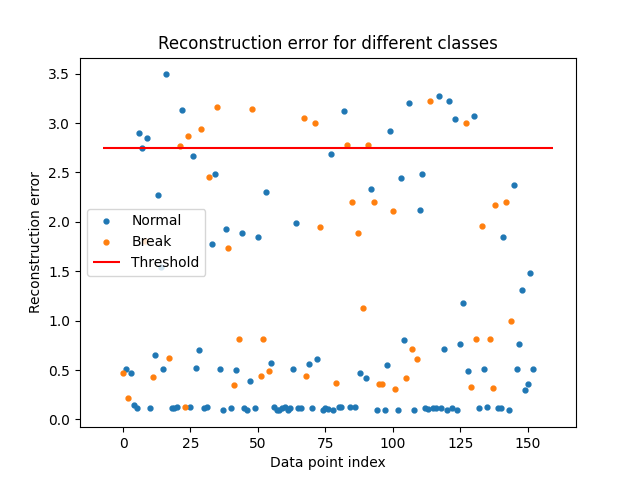 Reconstruction error for different classes
3.5
3.0
2.5
2.0
1.5
1.0
0.5
0.0
Reconstruction error
Normal
Break
Threshold
0 25 50 75 100 125 150
Data point index